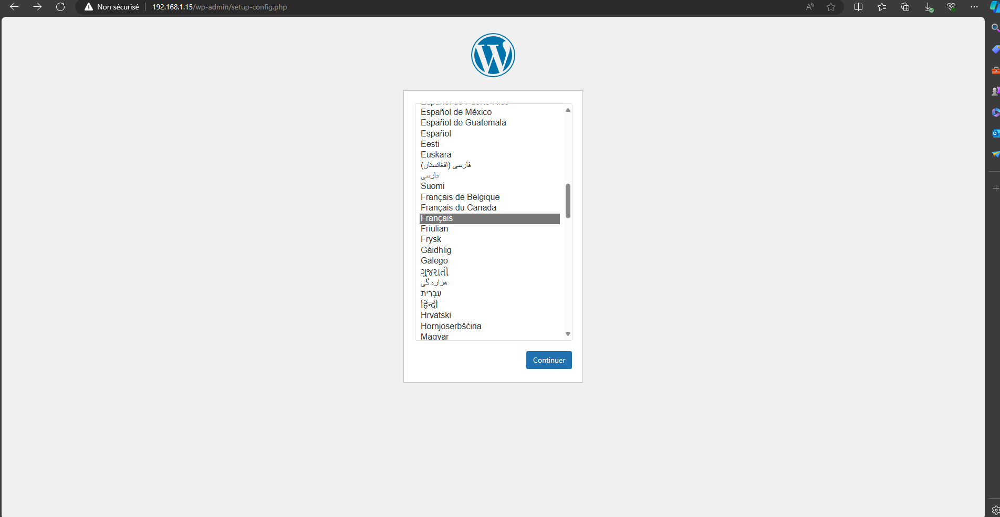 Non sécurisé
192.168.1.15/wp-admin/setup-config.php
Español de México
Español de Guatemala
Español
Eesti
Euskara
فارسی (افغانستان)
فارسی
Suomi
Français de Belgique
Français du Canada
Français
Friulian
Frysk
Gàidhlig
Galego
ગુજરાતી
هزاره گی
עִבְרִית
हिन्दी
Hrvatski
Hornjoserbšćina
Magyar
Continuer